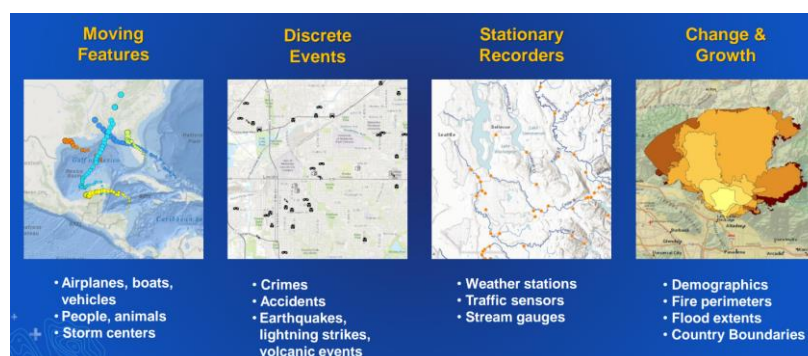 Moving
Features
Discrete
Events
Stationary
Recorders
Change &
Growth
• Airplanes, boats,
vehicles
• People, animals
• Storm centers
• Crimes
• Accidents
• Earthquakes,
lightning strikes,
volcanic events
• Weather stations
• Traffic sensors
• Stream gauges
• Demographics
• Fire perimeters
• Flood extents
• Country Boundaries